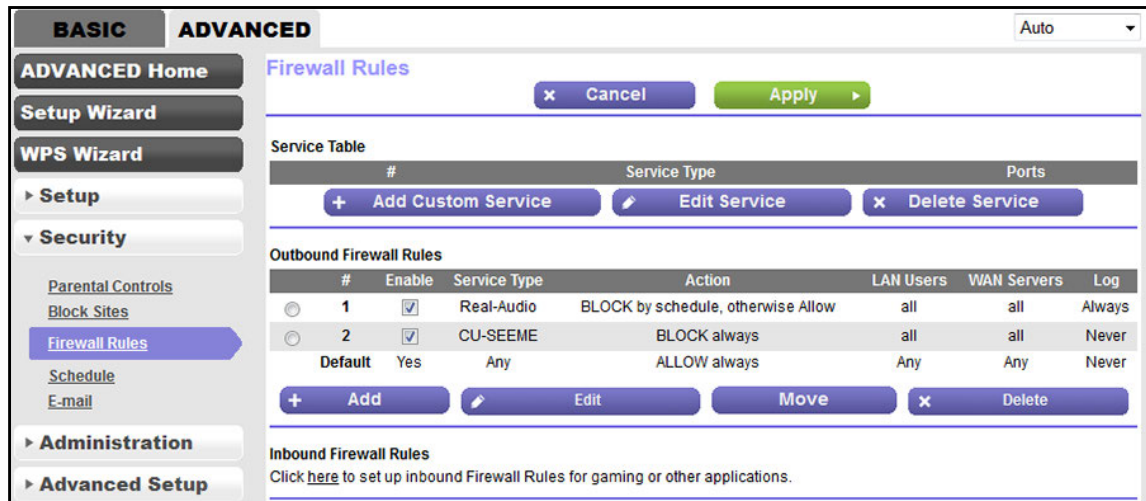 BASIC ADVANCED Auto
ADVANCED Home
Setup Wizard
WPS Wizard
Setup
Security
Parental Controls
Block Sites
Firewall Rules
Schedule
E-mail
Administration
Advanced Setup
Firewall Rules
Cancel Apply
Service Table
# Service Type Ports
Add Custom Service Edit Service Delete Service
Outbound Firewall Rules
# Enable Service Type Action LAN Users WAN Servers Log
1 Real-Audio BLOCK by schedule, otherwise Allow all all Always
2 CU-SEEME BLOCK always all all Never
Default Yes Any ALLOW always Any Any Never
Add Edit Move Delete
Inbound Firewall Rules
Click here to set up inbound Firewall Rules for gaming or other applications.